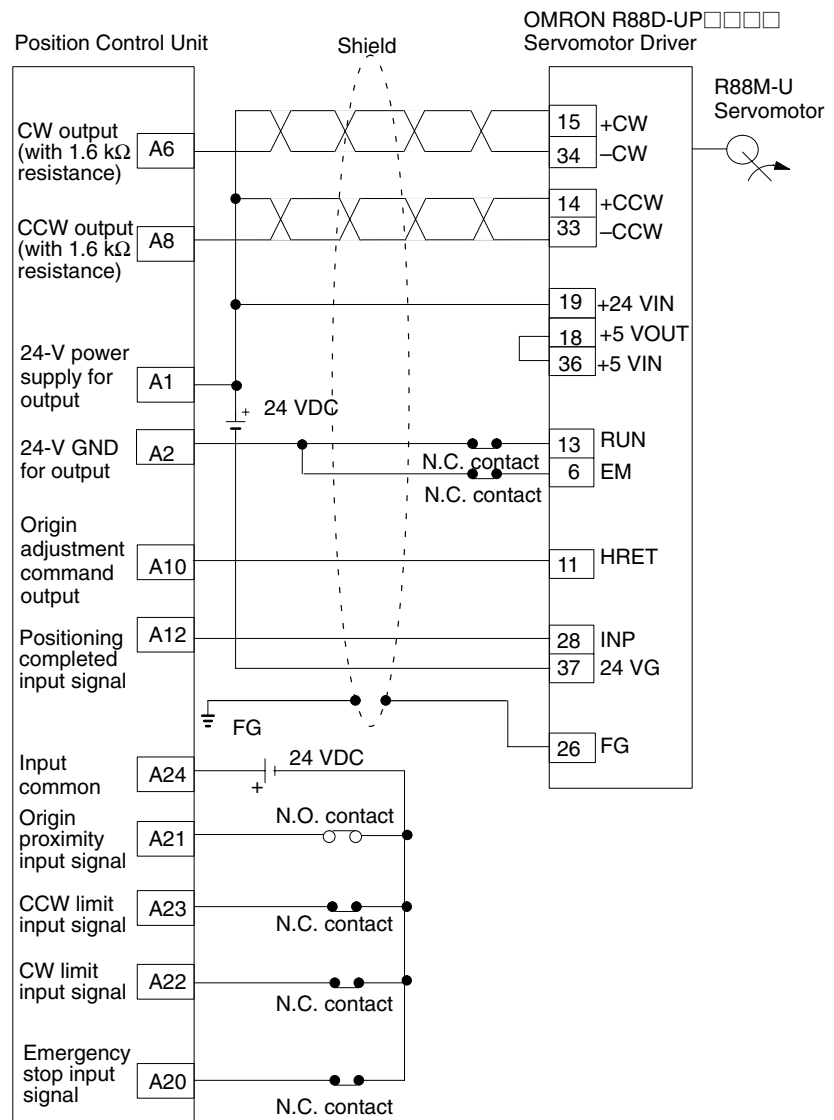 OMRON R88D-UP□□□□
Servomotor Driver
Position Control Unit
Shield
R88M-U
Servomotor
CW output
(with 1.6 kΩ
resistance)
A6
15
+CW
34
–CW
CCW output
(with 1.6 kΩ
resistance)
A8
14
+CCW
33
–CCW
19
+24 VIN
18
+5 VOUT
36
+5 VIN
24-V power
supply for
output
A1
+
24 VDC
24-V GND
for output
A2
N.C. contact
13
RUN
N.C. contact
6
EM
Origin
adjustment
command
output
A10
11
HRET
Positioning
completed
input signal
A12
28
INP
37
24 VG
FG
26
FG
Input
common
A24
+
24 VDC
Origin
proximity
input signal
A21
N.O. contact
CCW limit
input signal
A23
N.C. contact
CW limit
input signal
A22
N.C. contact
Emergency
stop input
signal
A20
N.C. contact